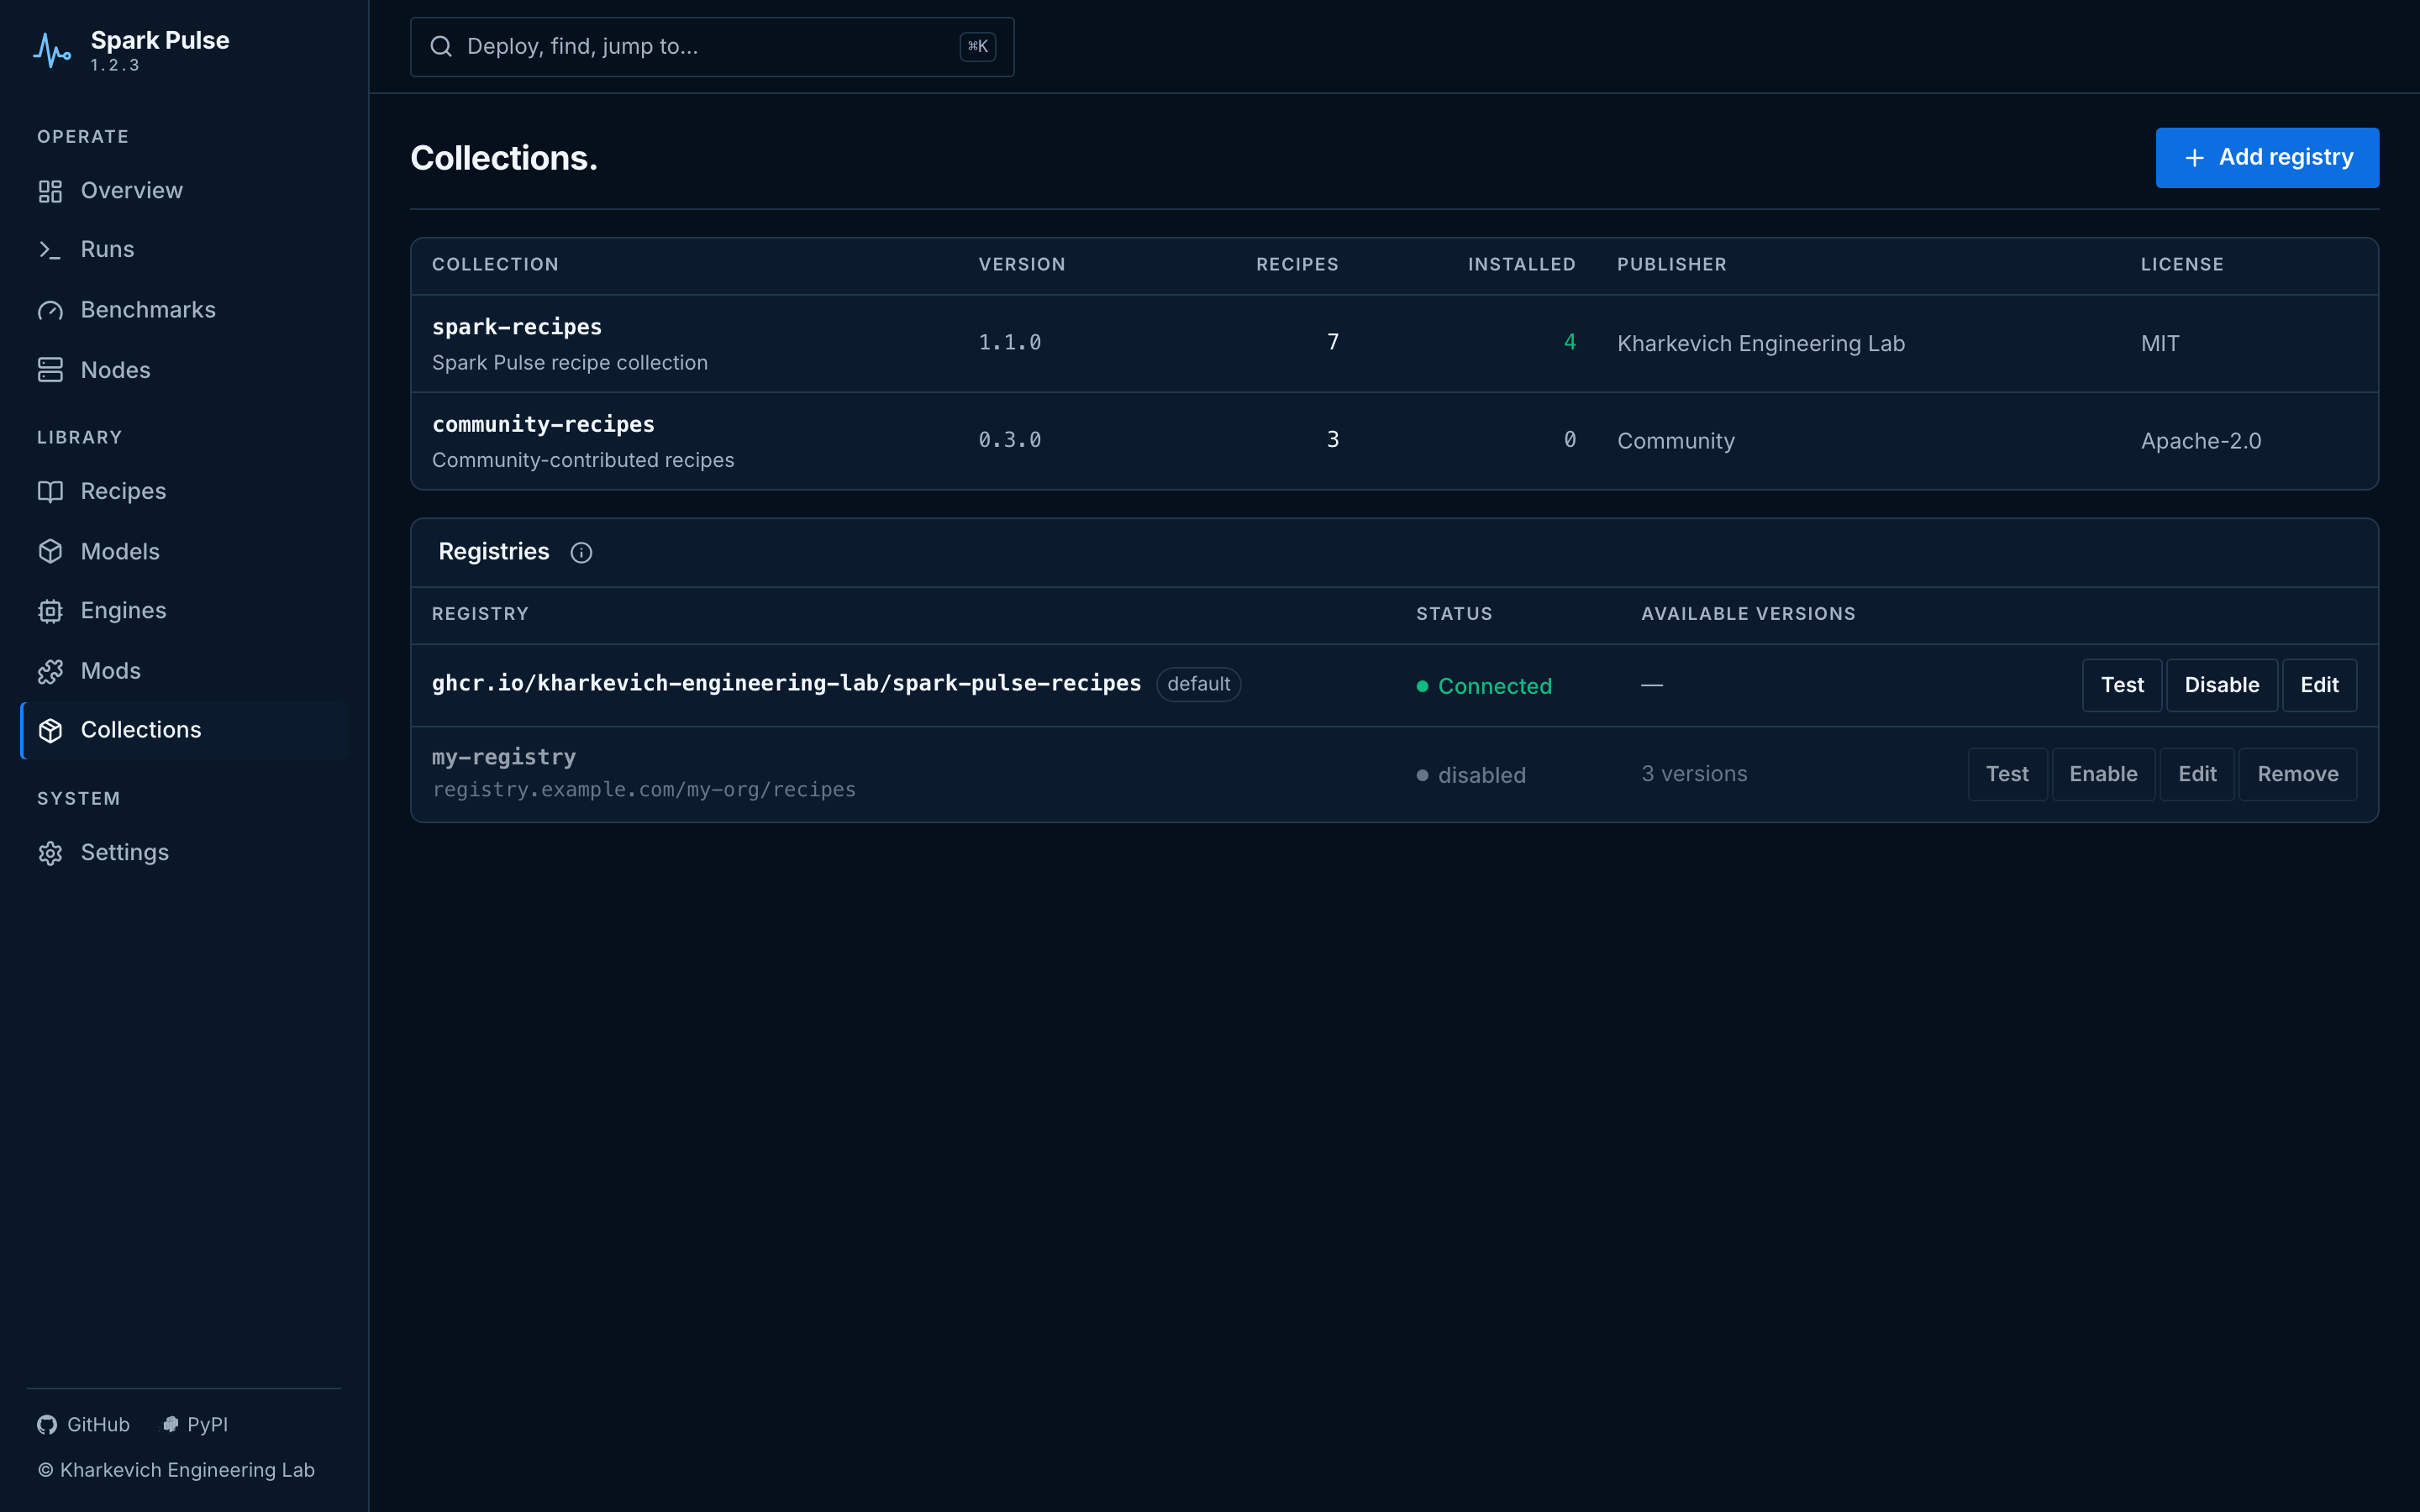 Spark Pulse
1.2.3
OPERATE
Overview
Runs
Benchmarks
Nodes
LIBRARY
Recipes
Models
Engines
Mods
Collections
SYSTEM
Settings
GitHub PyPI
© Kharkevich Engineering Lab
Deploy, find, jump to... ⌘K
Collections. + Add registry
COLLECTION VERSION RECIPES INSTALLED PUBLISHER LICENSE
spark-recipes 1.1.0 7 4 Kharkevich Engineering Lab MIT
Spark Pulse recipe collection
community-recipes 0.3.0 3 0 Community Apache-2.0
Community-contributed recipes
Registries
REGISTRY STATUS AVAILABLE VERSIONS
ghcr.io/kharkevich-engineering-lab/spark-pulse-recipes default Connected — Test Disable Edit
my-registry disabled 3 versions Test Enable Edit Remove
registry.example.com/my-org/recipes